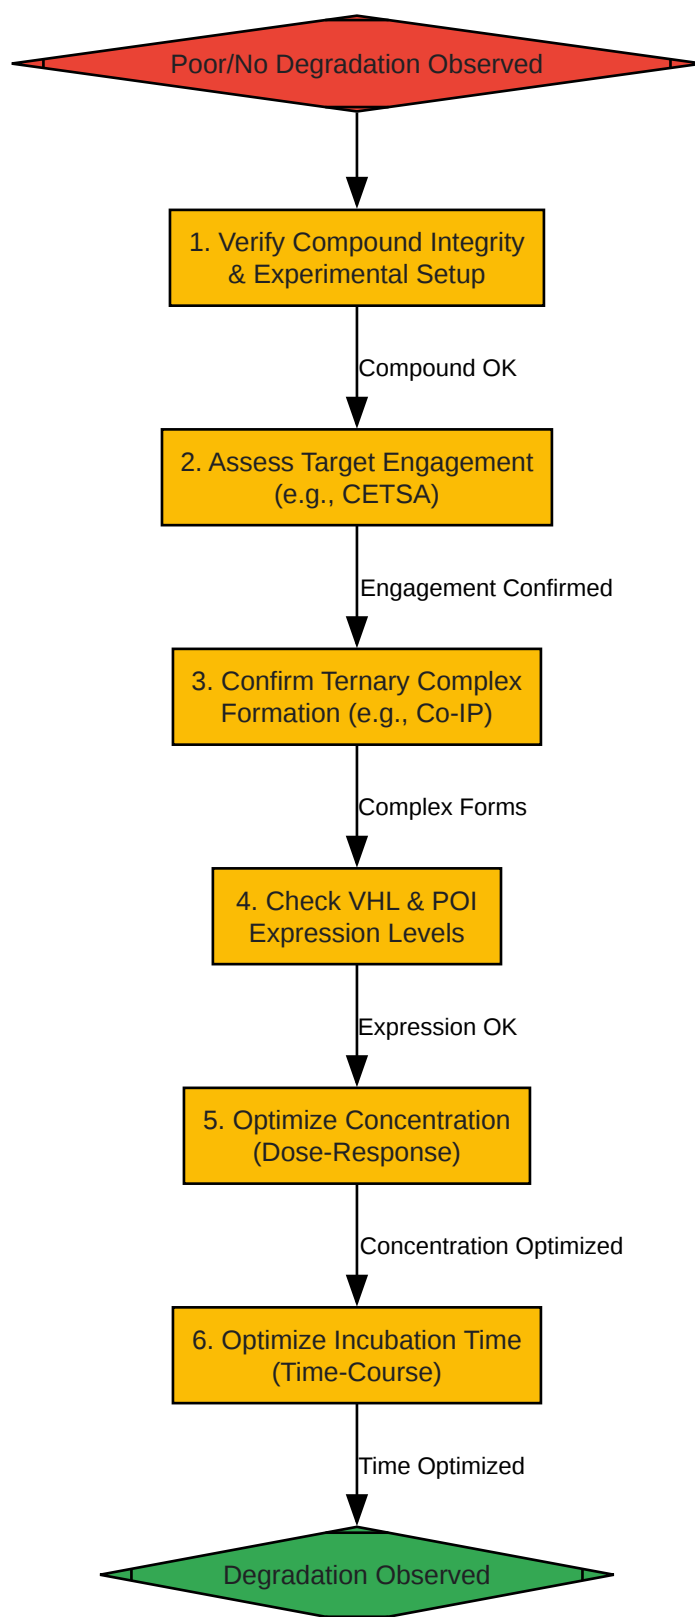 Poor/No Degradation Observed
1. Verify Compound Integrity
& Experimental Setup
Compound OK
2. Assess Target Engagement
(e.g., CETSA)
Engagement Confirmed
3. Confirm Ternary Complex
Formation (e.g., Co-IP)
Complex Forms
4. Check VHL & POI
Expression Levels
Expression OK
5. Optimize Concentration
(Dose-Response)
Concentration Optimized
6. Optimize Incubation Time
(Time-Course)
Time Optimized
Degradation Observed